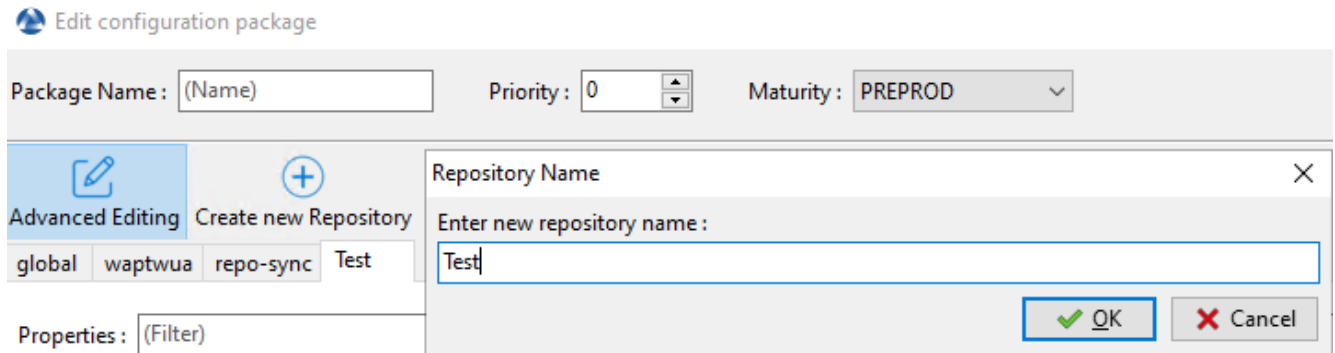 Edit configuration package
Package Name : (Name) Priority : 0 Maturity : PREPROD
Advanced Editing Create new Repository
global waptwua repo-sync Test
Properties : (Filter)
Repository Name
Enter new repository name :
Test
OK Cancel